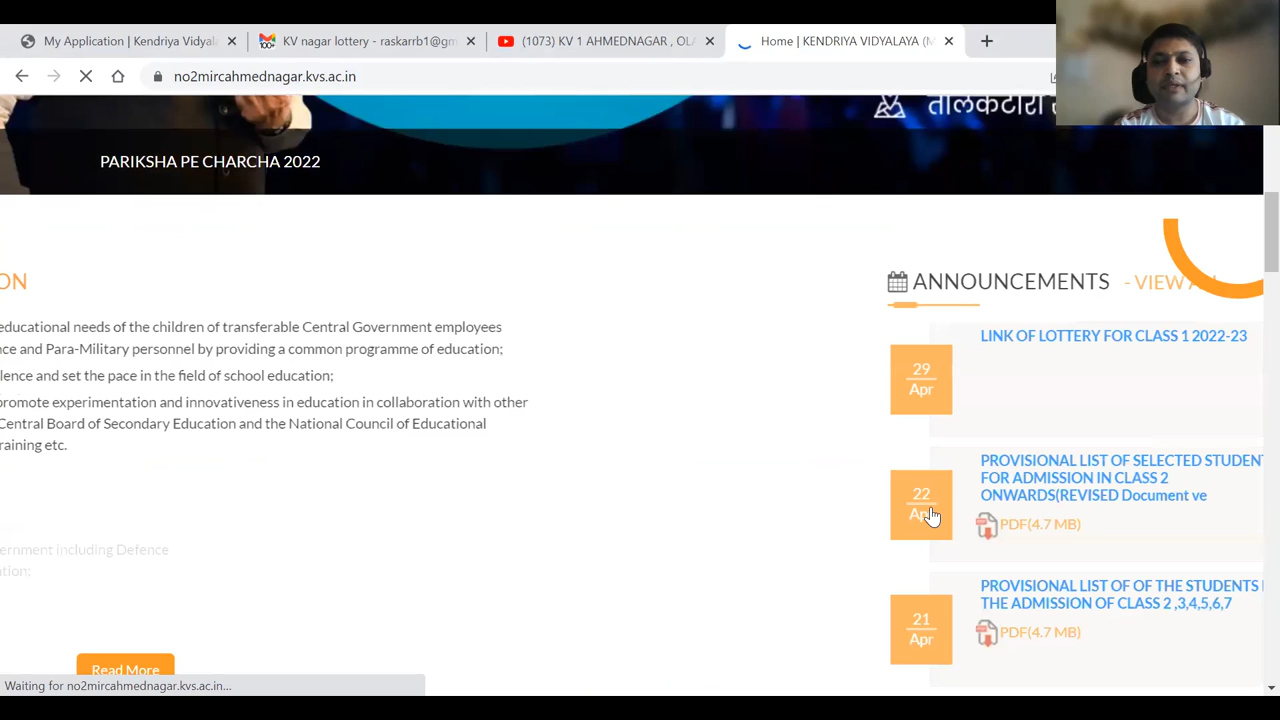 My Application | Kendriya Vidyal
KV nagar lottery - raskarrb1@gm
(1073) KV 1 AHMEDNAGAR , OLA
Home | KENDRIYA VIDYALAYA (M
no2mircahmednagar.kvs.ac.in
PARIKSHA PE CHARCHA 2022
ON
ANNOUNCEMENTS
- VIEW A
educational needs of the children of transferable Central Government employees
nce and Para-Military personnel by providing a common programme of education;
llence and set the pace in the field of school education;
promote experimentation and innovativeness in education in collaboration with other
Central Board of Secondary Education and the National Council of Educational
raining etc.
ernment including Defence
ation;
Read More
29
Apr
LINK OF LOTTERY FOR CLASS 1 2022-23
22
Apr
PROVISIONAL LIST OF SELECTED STUDENT
FOR ADMISSION IN CLASS 2
ONWARDS(REVISED Document ve
PDF(4.7 MB)
21
Apr
PROVISIONAL LIST OF OF THE STUDENTS
THE ADMISSION OF CLASS 2 ,3,4,5,6,7
PDF(4.7 MB)
Waiting for no2mircahmednagar.kvs.ac.in...